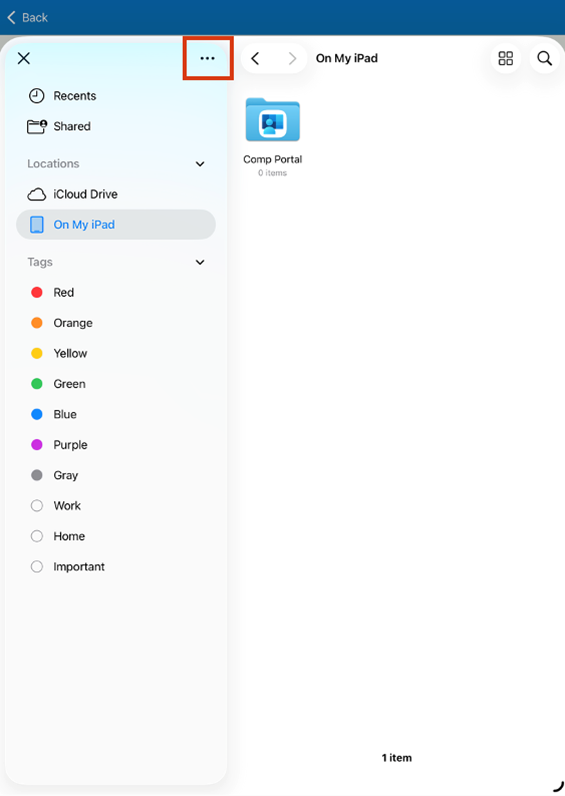 Back
On My iPad
Recents
Shared
Locations
iCloud Drive
On My iPad
Tags
Red
Orange
Yellow
Green
Blue
Purple
Gray
Work
Home
Important
Comp Portal
0 items
1 item